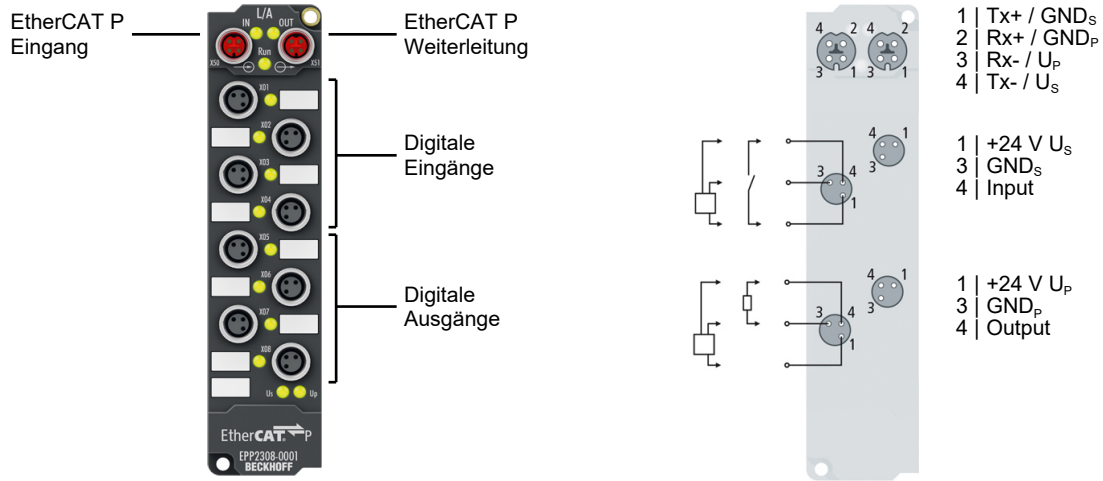 EtherCAT P
Eingang
L/A
IN
OUT
Run
X50
X51
EtherCAT P
Weiterleitung
X01
X02
X03
X04
Digitale
Eingänge
X05
X06
X07
X08
Digitale
Ausgänge
Us
Up
EtherCAT P
EPP2308-0001
BECKHOFF
4 2 4 2
3 1 3 1
1 | Tx+ / GNDS
2 | Rx+ / GNDP
3 | Rx- / UP
4 | Tx- / US
4 1
3
3 4
1
1 | +24 V US
3 | GNDS
4 | Input
4 1
3
3 4
1
1 | +24 V UP
3 | GNDP
4 | Output